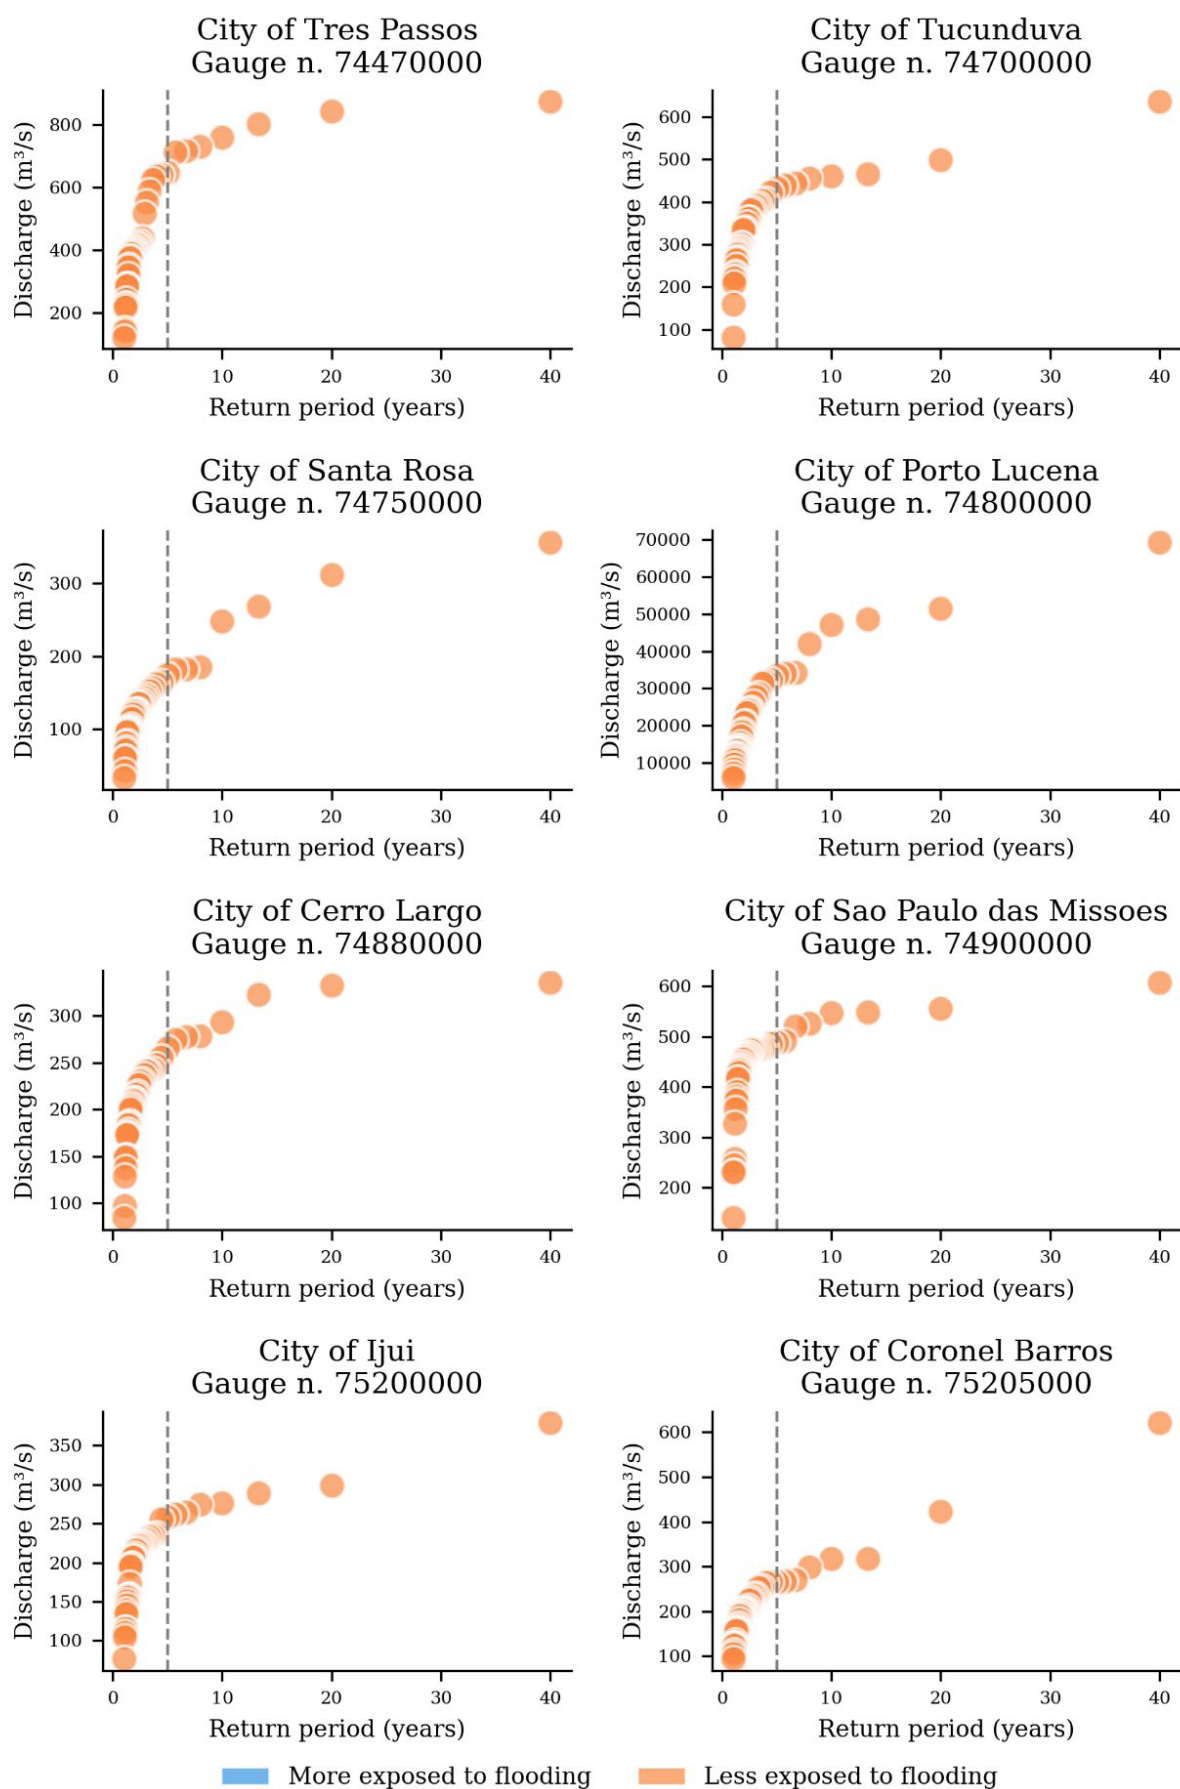 City of Tres Passos
Gauge n. 74470000
Discharge (m³/s)
800
600
400
200
0 10 20 30 40
Return period (years)
City of Tucunduva
Gauge n. 74700000
Discharge (m³/s)
600
500
400
300
200
100
0 10 20 30 40
Return period (years)
City of Santa Rosa
Gauge n. 74750000
Discharge (m³/s)
300
200
100
0 10 20 30 40
Return period (years)
City of Porto Lucena
Gauge n. 74800000
Discharge (m³/s)
70000
60000
50000
40000
30000
20000
10000
0 10 20 30 40
Return period (years)
City of Cerro Largo
Gauge n. 74880000
Discharge (m³/s)
300
250
200
150
100
0 10 20 30 40
Return period (years)
City of Sao Paulo das Missoes
Gauge n. 74900000
Discharge (m³/s)
600
500
400
300
200
0 10 20 30 40
Return period (years)
City of Ijui
Gauge n. 75200000
Discharge (m³/s)
350
300
250
200
150
100
0 10 20 30 40
Return period (years)
City of Coronel Barros
Gauge n. 75205000
Discharge (m³/s)
600
500
400
300
200
100
0 10 20 30 40
Return period (years)
More exposed to flooding
Less exposed to flooding